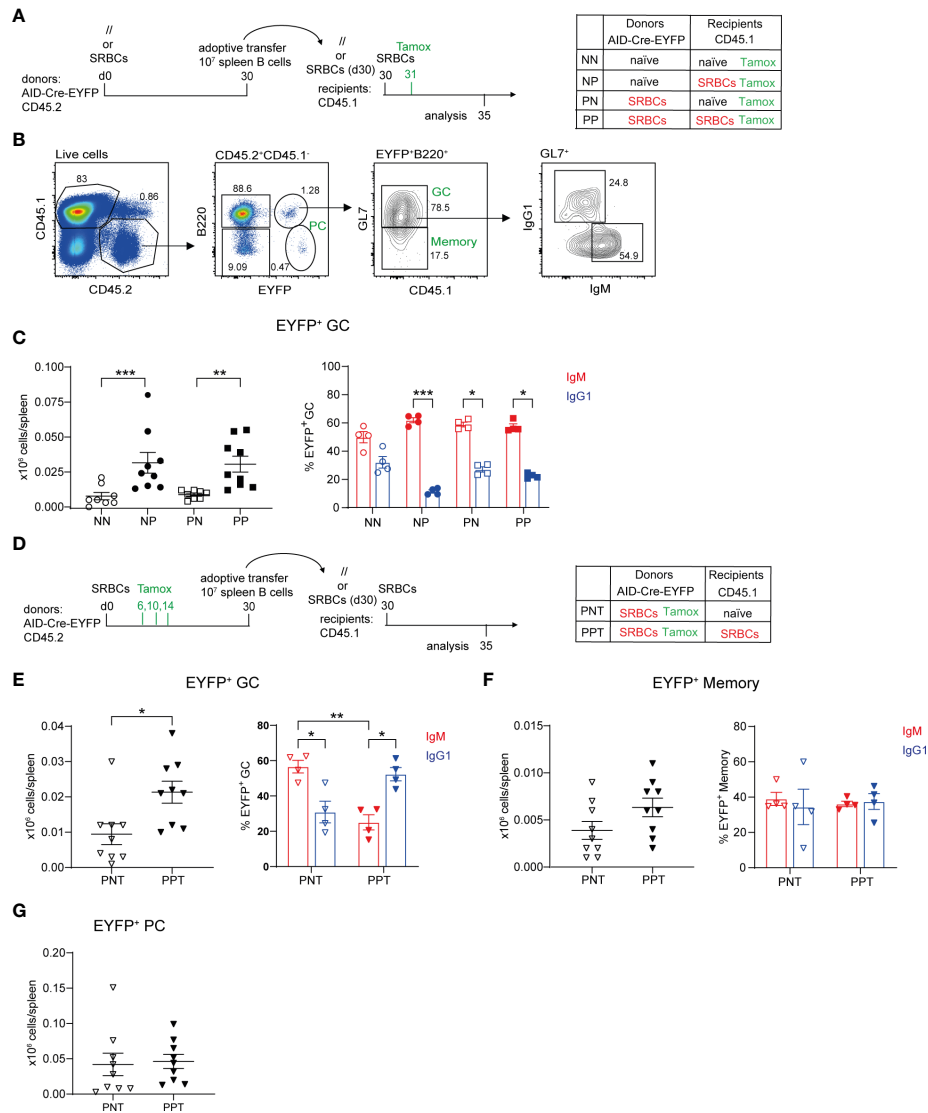 A
//
or
SRBCs
d0
donors:
AID-Cre-EYFP
CD45.2
adoptive transfer
10⁷ spleen B cells
30
//
or
SRBCs (d30)
recipients:
CD45.1
Tamox
SRBCs
30
31
analysis
35
Donors
AID-Cre-EYFP
Recipients
CD45.1
NN naïve naïve Tamox
NP naïve SRBCs Tamox
PN SRBCs naïve Tamox
PP SRBCs SRBCs Tamox
B
Live cells
83
0.86
CD45.1
CD45.2
CD45.2⁺CD45.1⁻
88.6
1.28
PC
9.09
0.47
B220
EYFP
EYFP⁺B220⁺
GC
78.5
Memory
17.5
GL7
CD45.1
GL7⁺
24.8
54.9
IgG1
IgM
EYFP⁺ GC
C
x10⁶ cells/spleen
0.100
0.075
0.050
0.025
0.000
***
**
NN NP PN PP
% EYFP⁺ GC
100
80
60
40
20
0
*** * *
NN NP PN PP
IgM
IgG1
D
SRBCs
d0
Tamox
6,10,14
donors:
AID-Cre-EYFP
CD45.2
adoptive transfer
10⁷ spleen B cells
30
//
or
SRBCs (d30)
recipients:
CD45.1
SRBCs
30
analysis
35
Donors
AID-Cre-EYFP
Recipients
CD45.1
PNT SRBCs Tamox naïve
PPT SRBCs Tamox SRBCs
E
EYFP⁺ GC
x10⁶ cells/spleen
0.04
0.03
0.02
0.01
0.00
*
PNT PPT
% EYFP⁺ GC
80
60
40
20
0
**
* *
PNT PPT
IgM
IgG1
F
EYFP⁺ Memory
x10⁶ cells/spleen
0.015
0.010
0.005
0.000
PNT PPT
% EYFP⁺ Memory
80
60
40
20
0
PNT PPT
IgM
IgG1
G
EYFP⁺ PC
x10⁶ cells/spleen
0.20
0.15
0.10
0.05
0.00
PNT PPT